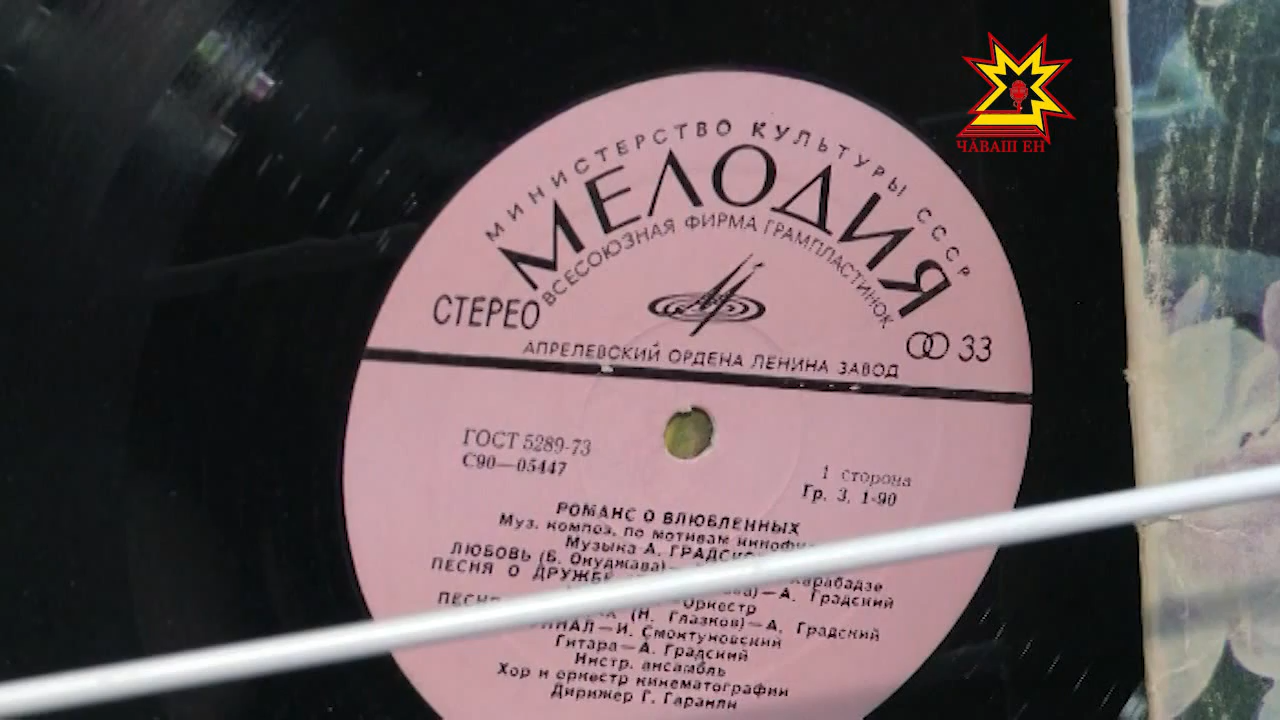 ЧӐВАШ ЕН
МИНИСТЕРСТВО КУЛЬТУРЫ СССР
МЕЛОДИЯ
ВСЕСОЮЗНАЯ ФИРМА ГРАМПЛАСТИНОК
СТЕРЕО
33
АПРЕЛЕВСКИЙ ОРДЕНА ЛЕНИНА ЗАВОД
ГОСТ 5289-73
С90—05447
1 сторона
Гр. 3. 1-90
РОМАНС О ВЛЮБЛЕННЫХ
Муз. композ. по мотивам
Музыка А.
ЛЮБОВЬ (Б. Окуджава)—
ПЕСНЯ О ДРУЖБЕ А. Градский
Оркестр
(Н. Глазков)—А. Градский
И. Смоктуновский
Гитара—А. Градский
Инстр. ансамбль
Хор и оркестр кинематографии
Дирижер Г. Гаранян